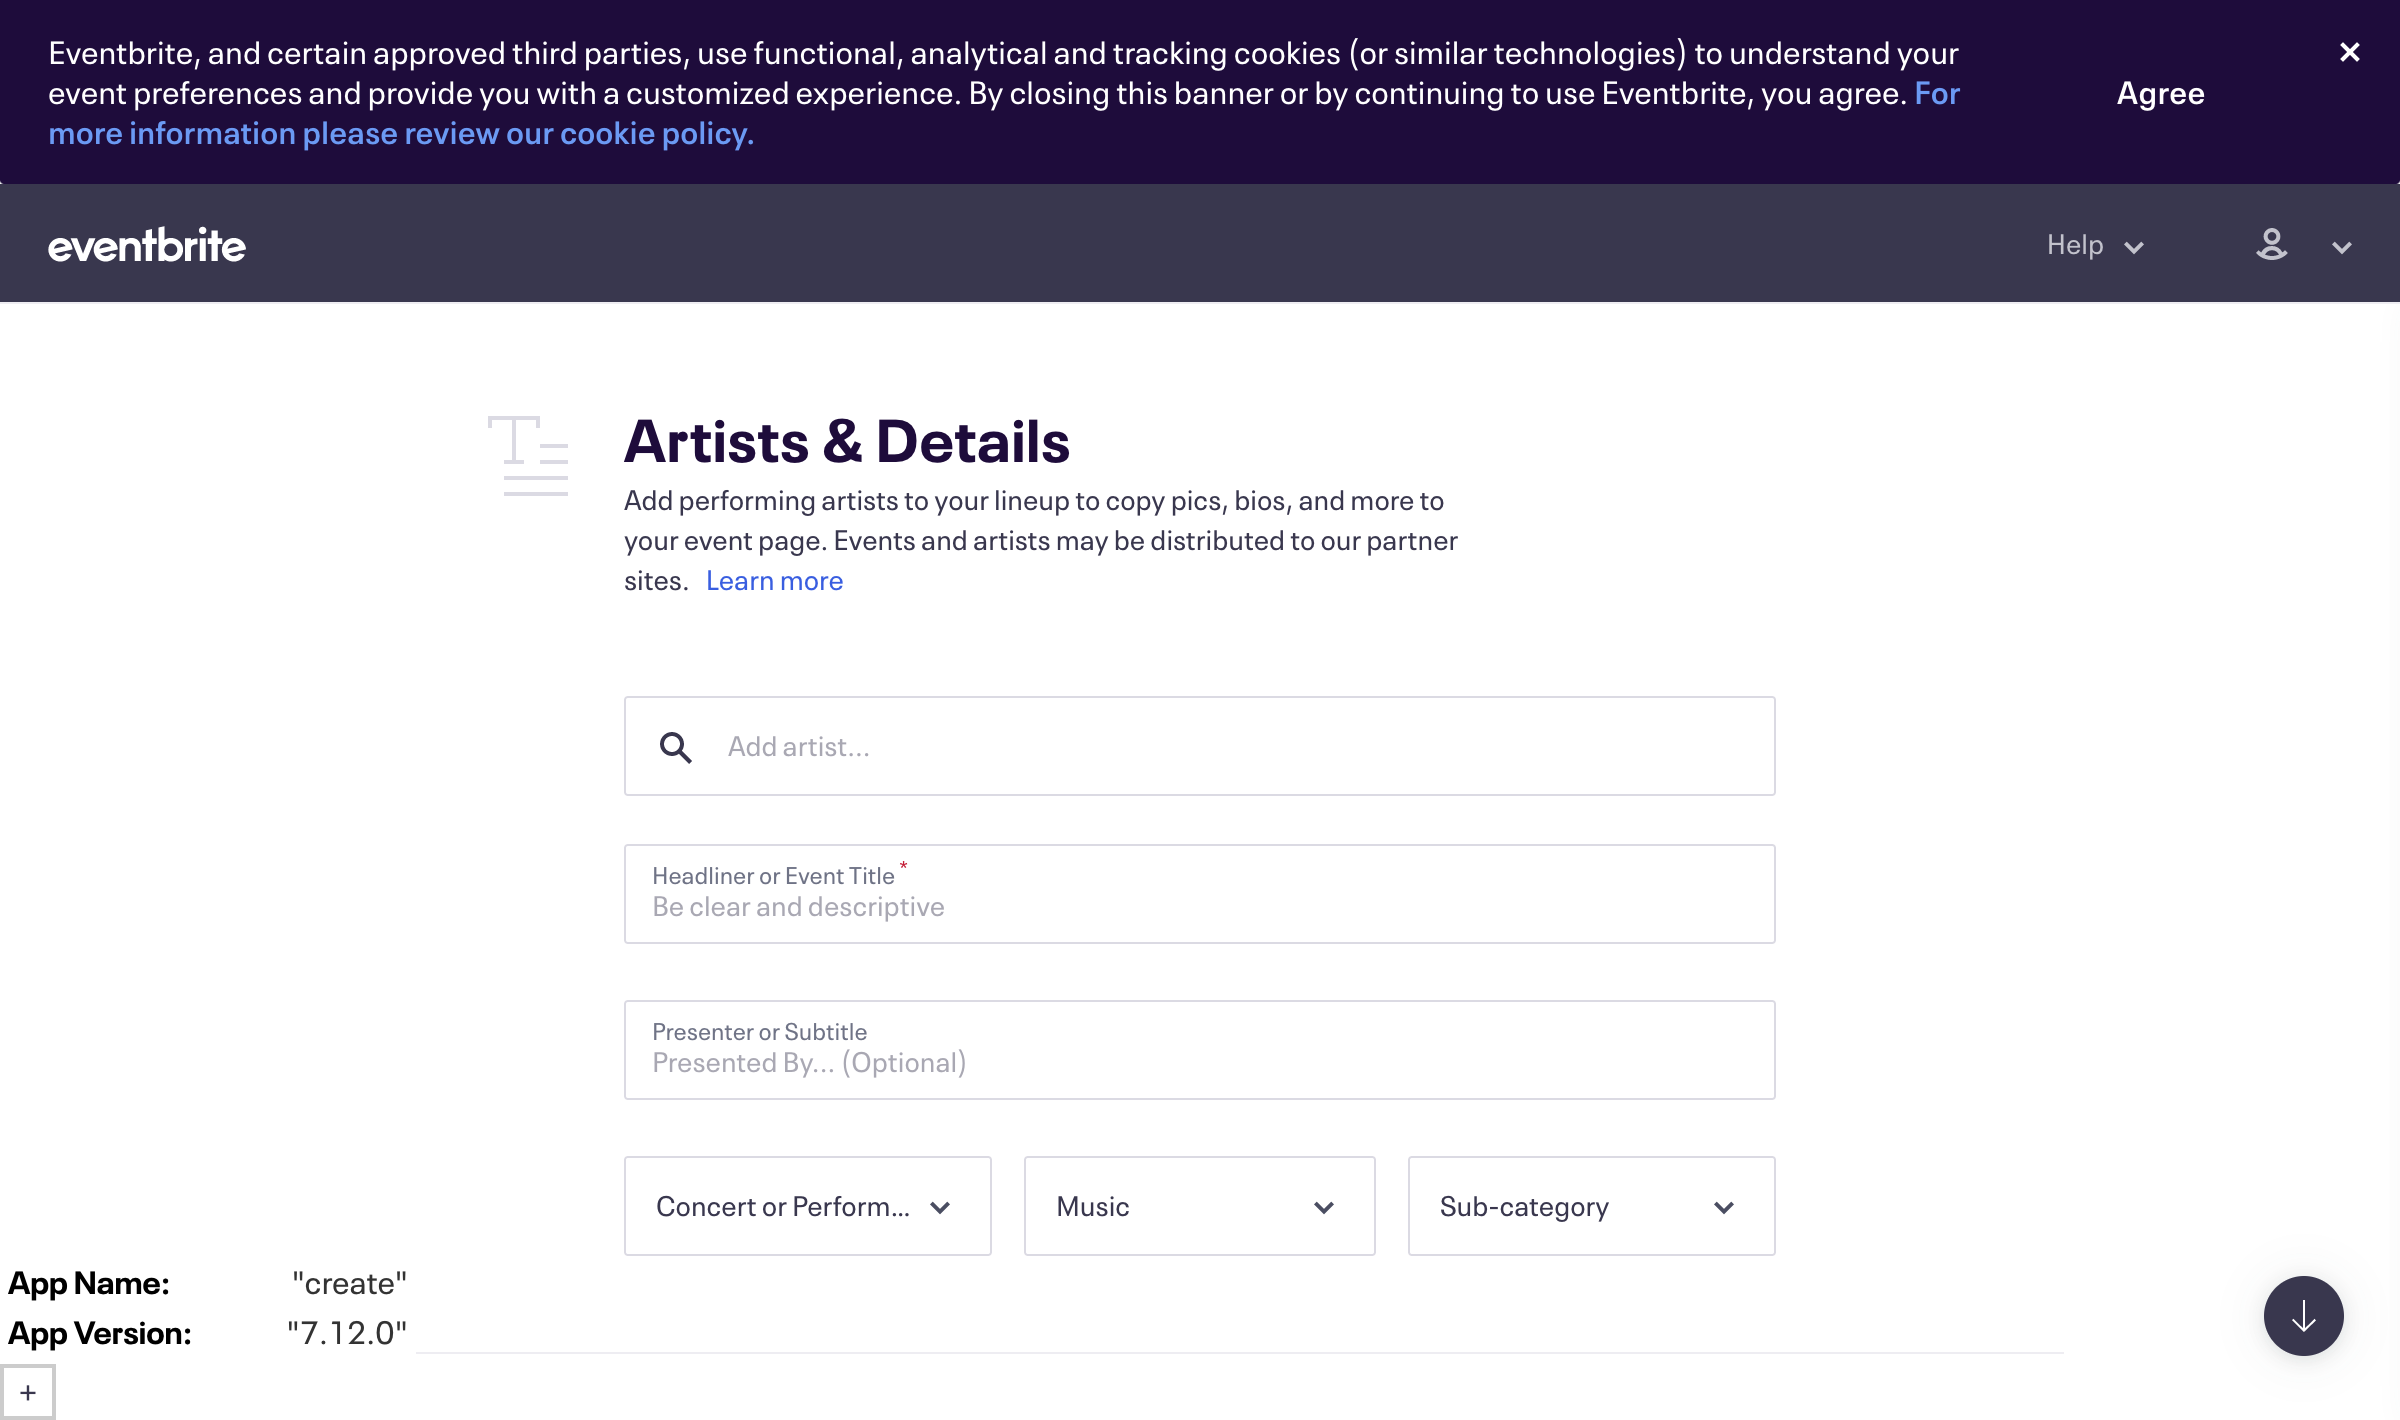 Eventbrite, and certain approved third parties, use functional, analytical and tracking cookies (or similar technologies) to understand your
event preferences and provide you with a customized experience. By closing this banner or by continuing to use Eventbrite, you agree. For
more information please review our cookie policy.
Agree
eventbrite
Help
Artists & Details
Add performing artists to your lineup to copy pics, bios, and more to
your event page. Events and artists may be distributed to our partner
sites. Learn more
Add artist...
Headliner or Event Title *
Be clear and descriptive
Presenter or Subtitle
Presented By... (Optional)
Concert or Perform... Music Sub-category
App Name: "create"
App Version: "7.12.0"
+